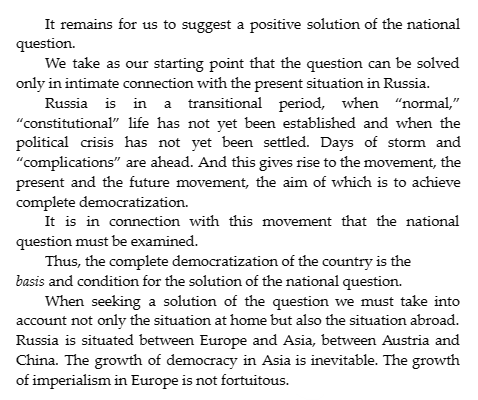 It remains for us to suggest a positive solution of the national
question.
We take as our starting point that the question can be solved
only in intimate connection with the present situation in Russia.
Russia is in a transitional period, when “normal,”
“constitutional” life has not yet been established and when the
political crisis has not yet been settled. Days of storm and
“complications” are ahead. And this gives rise to the movement, the
present and the future movement, the aim of which is to achieve
complete democratization.
It is in connection with this movement that the national
question must be examined.
Thus, the complete democratization of the country is the
basis and condition for the solution of the national question.
When seeking a solution of the question we must take into
account not only the situation at home but also the situation abroad.
Russia is situated between Europe and Asia, between Austria and
China. The growth of democracy in Asia is inevitable. The growth
of imperialism in Europe is not fortuitous.